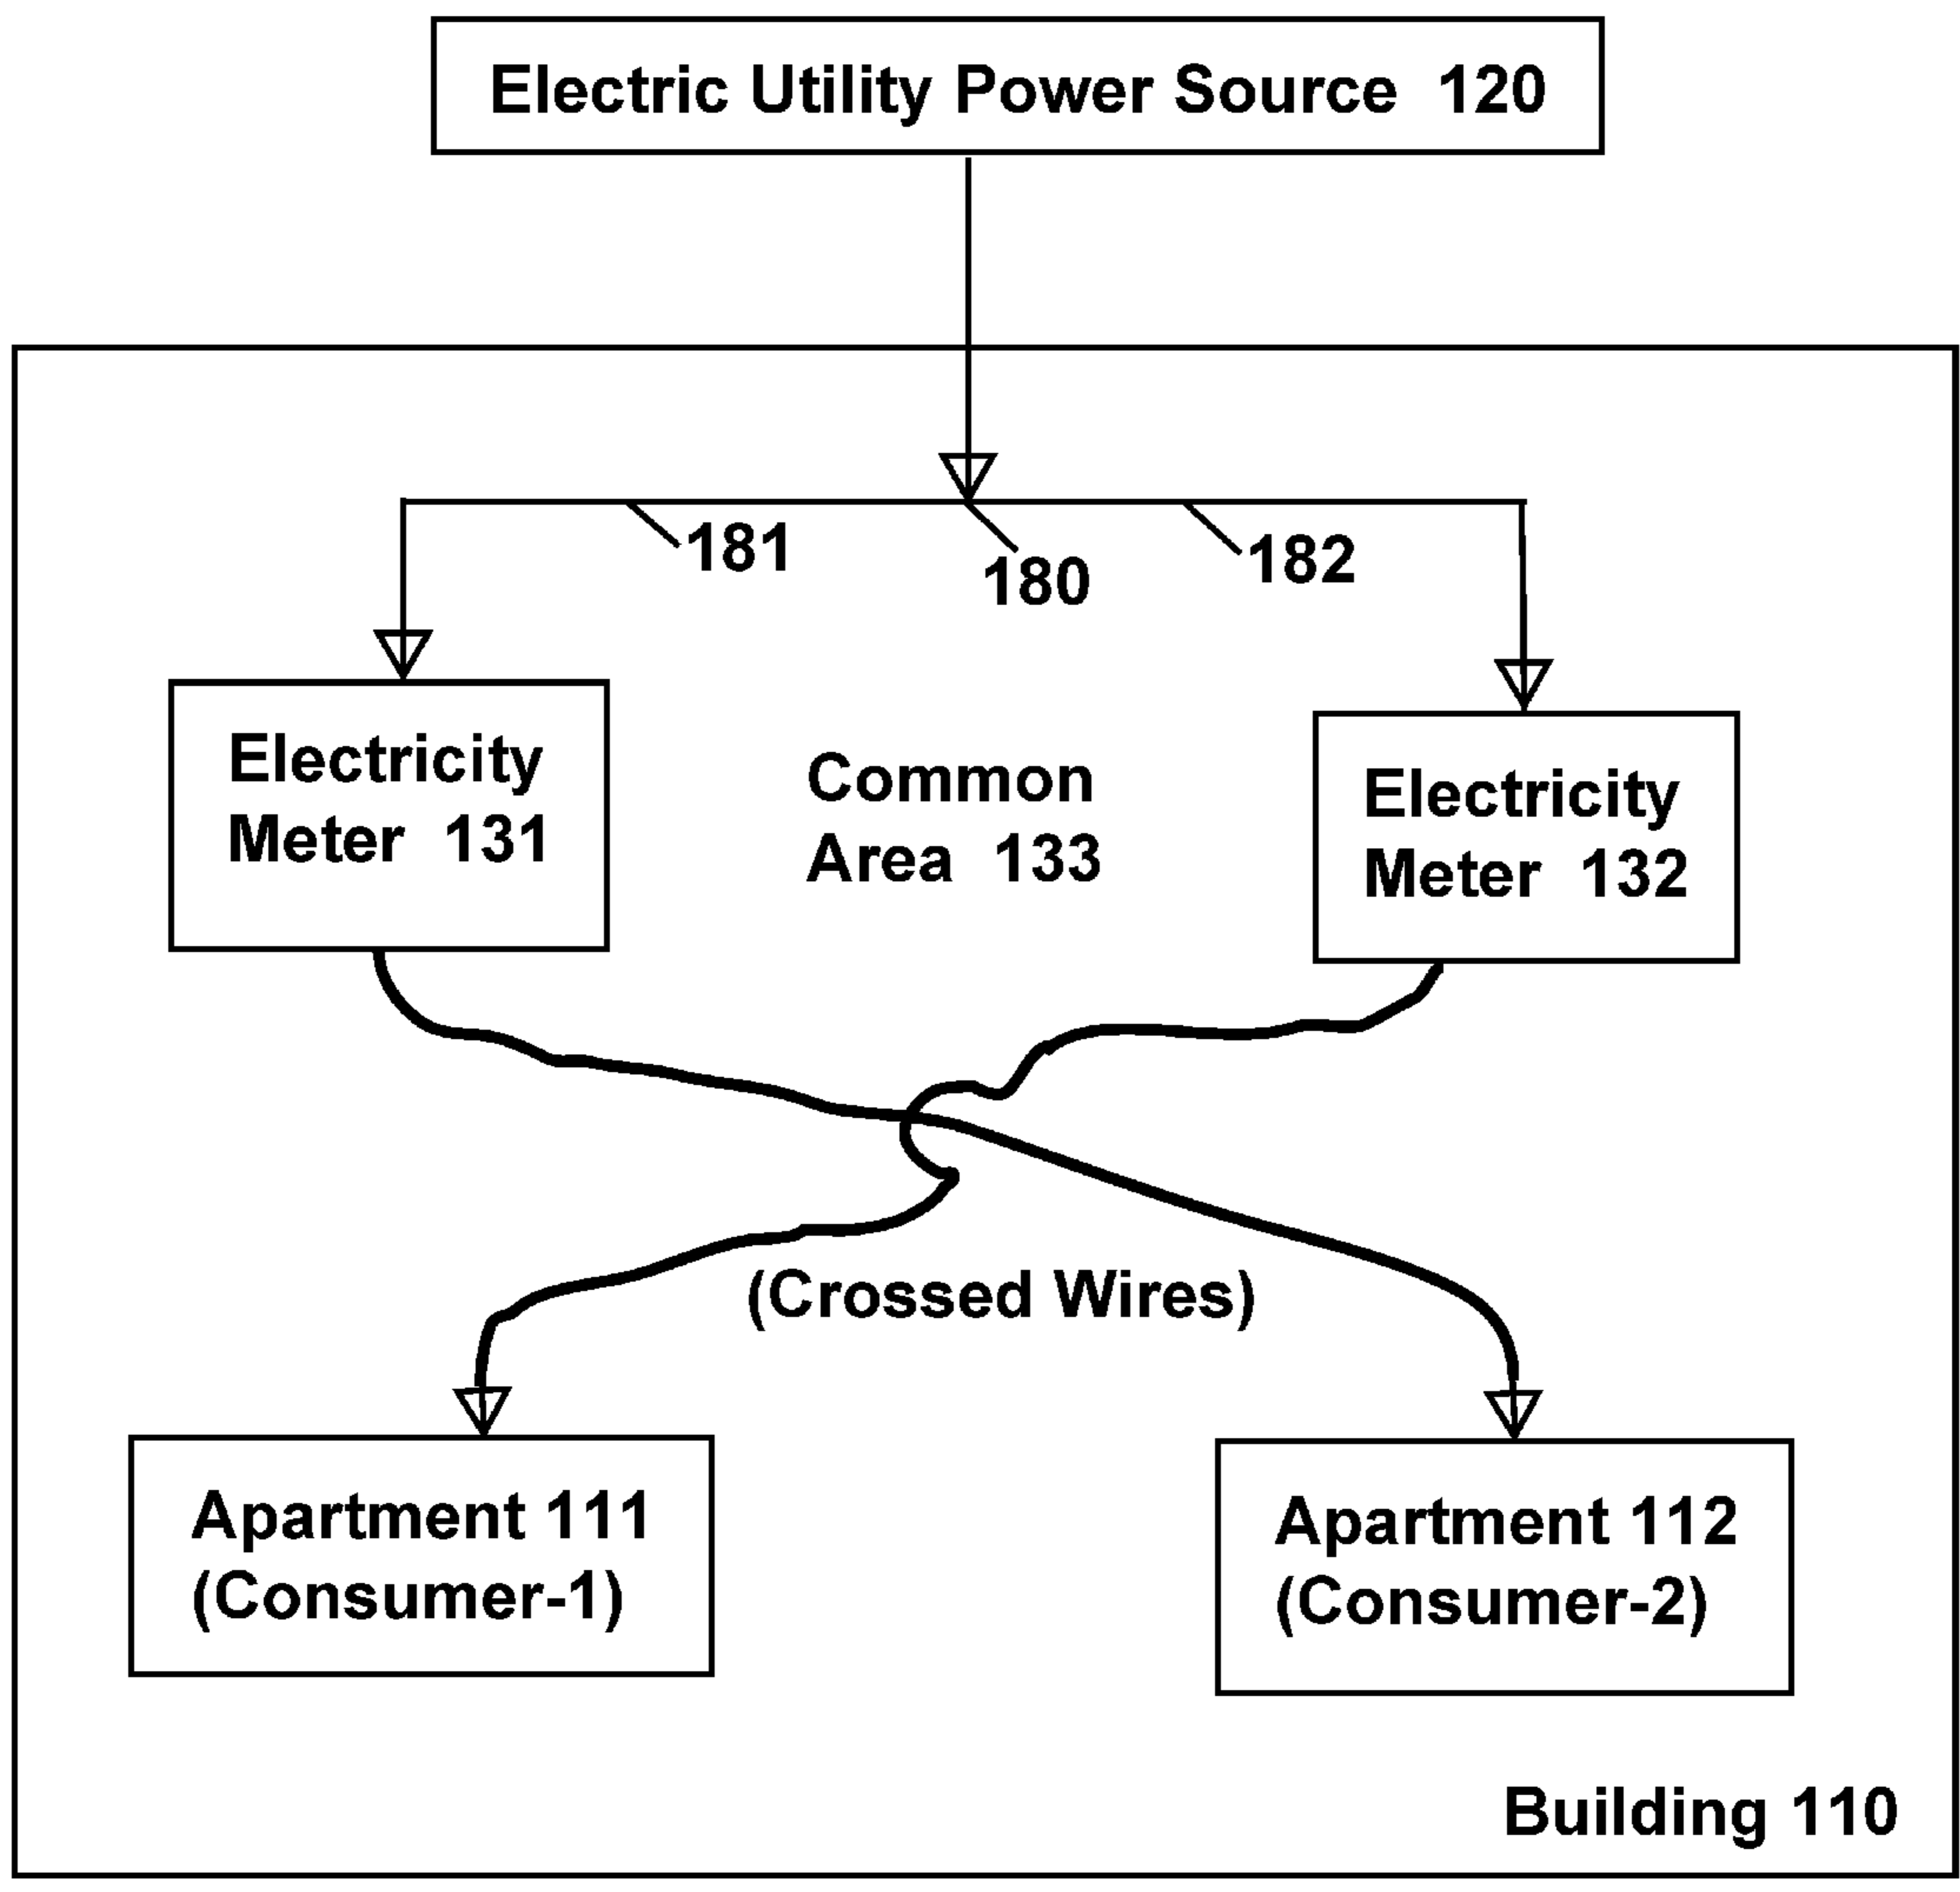 Electric Utility Power Source 120
181
180
182
Electricity
Meter 131
Common
Area 133
Electricity
Meter 132
(Crossed Wires)
Apartment 111
(Consumer-1)
Apartment 112
(Consumer-2)
Building 110